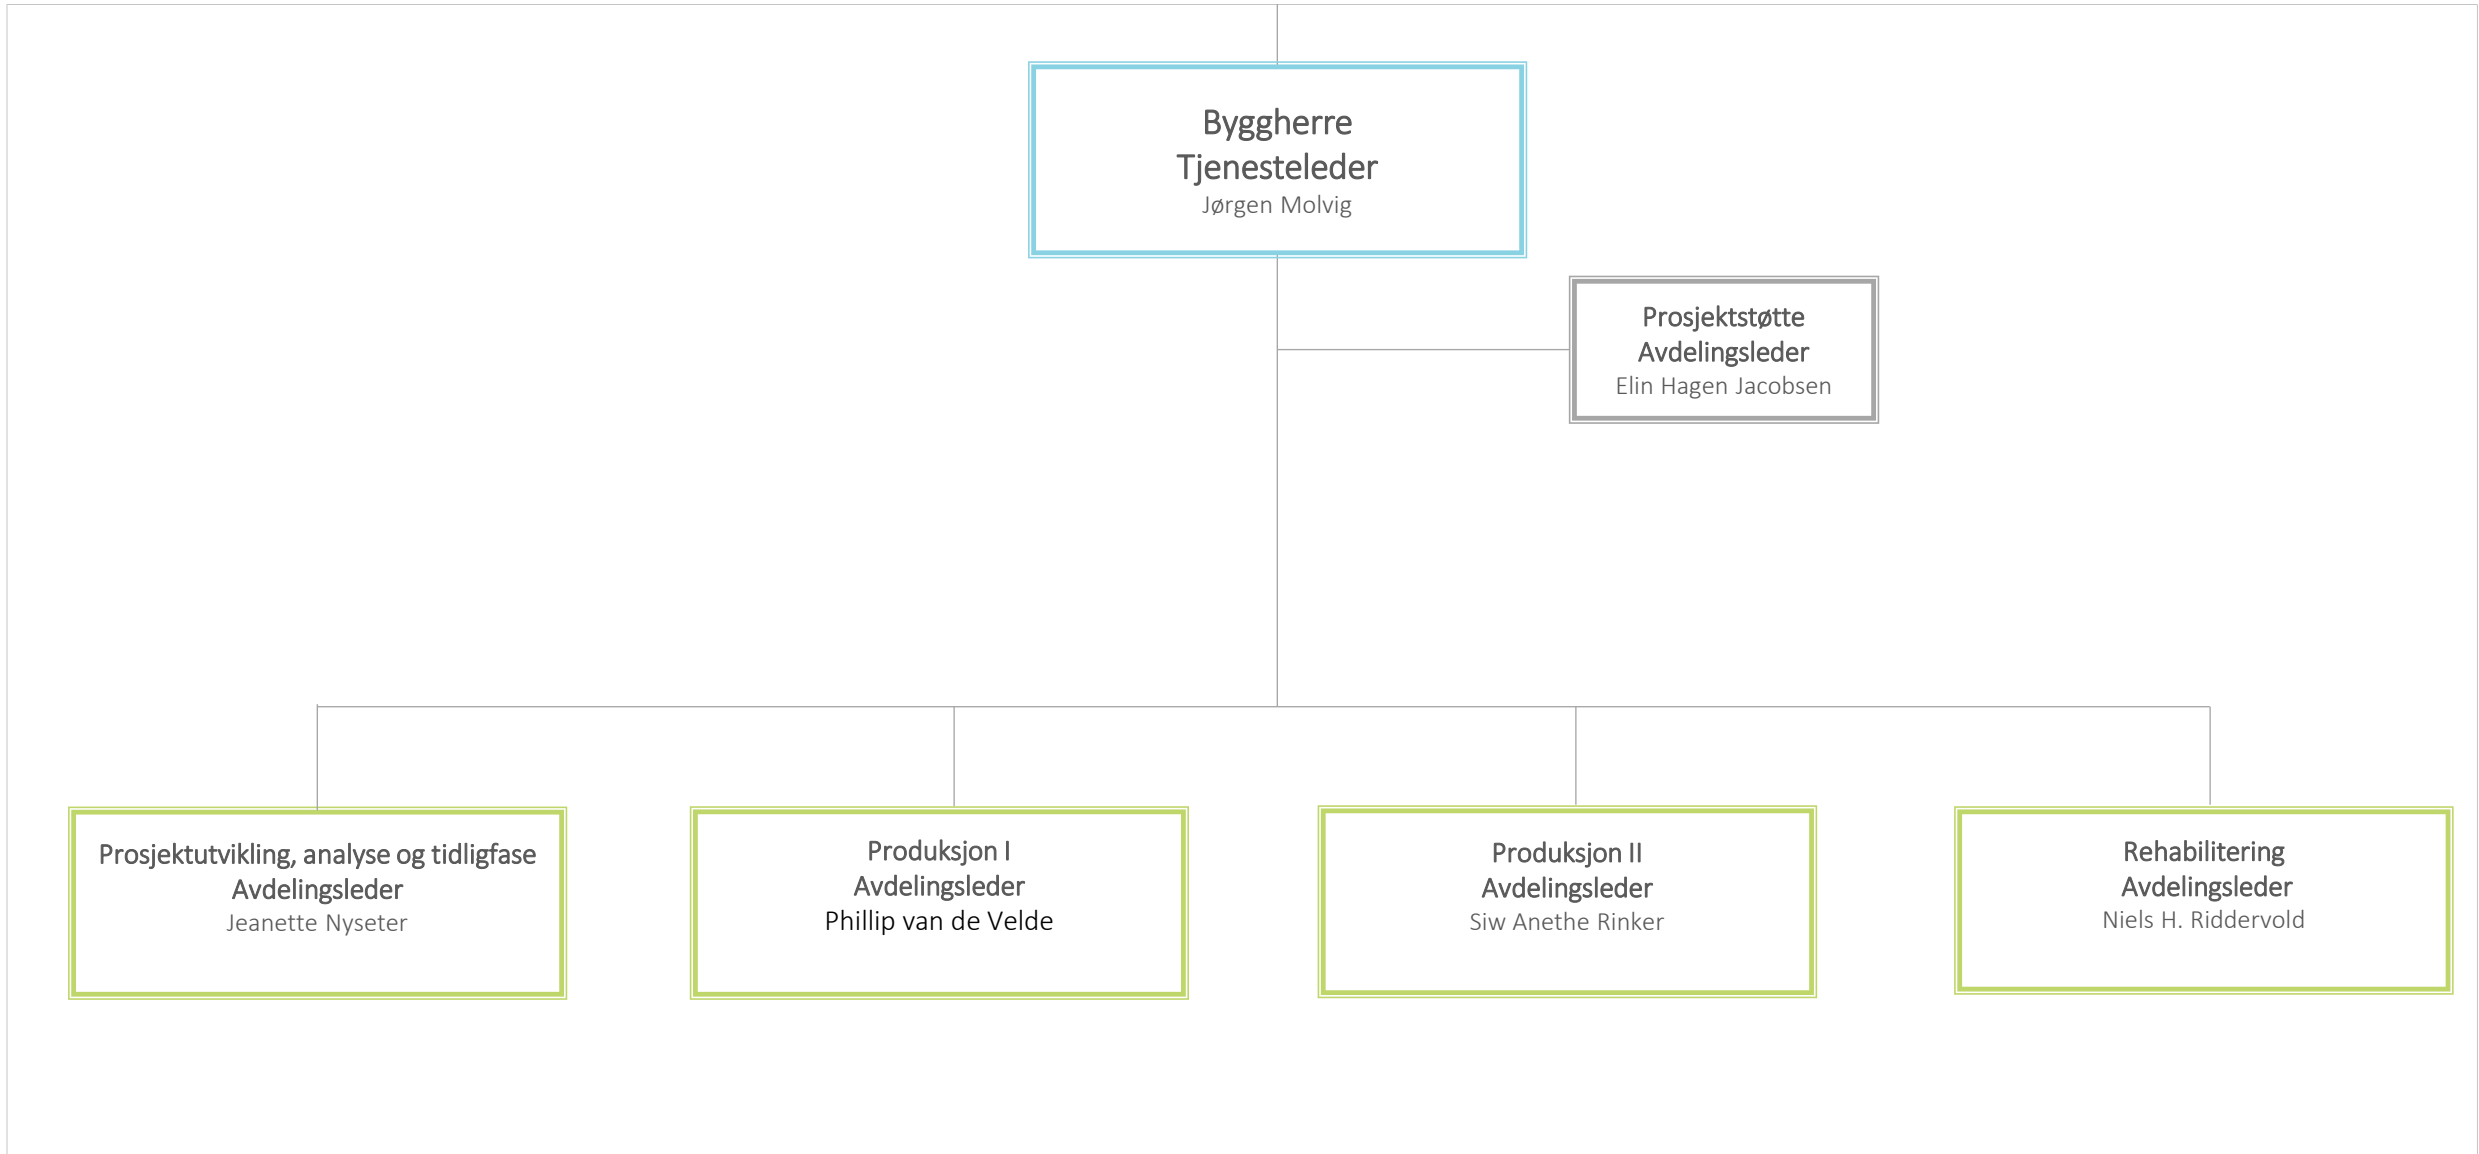 Byggherre
Tjenesteleder
Jørgen Molvig
Prosjektstøtte
Avdelingsleder
Elin Hagen Jacobsen
Prosjektutvikling, analyse og tidligfase
Avdelingsleder
Jeanette Nyseter
Produksjon I
Avdelingsleder
Phillip van de Velde
Produksjon II
Avdelingsleder
Siw Anethe Rinker
Rehabilitering
Avdelingsleder
Niels H. Riddervold